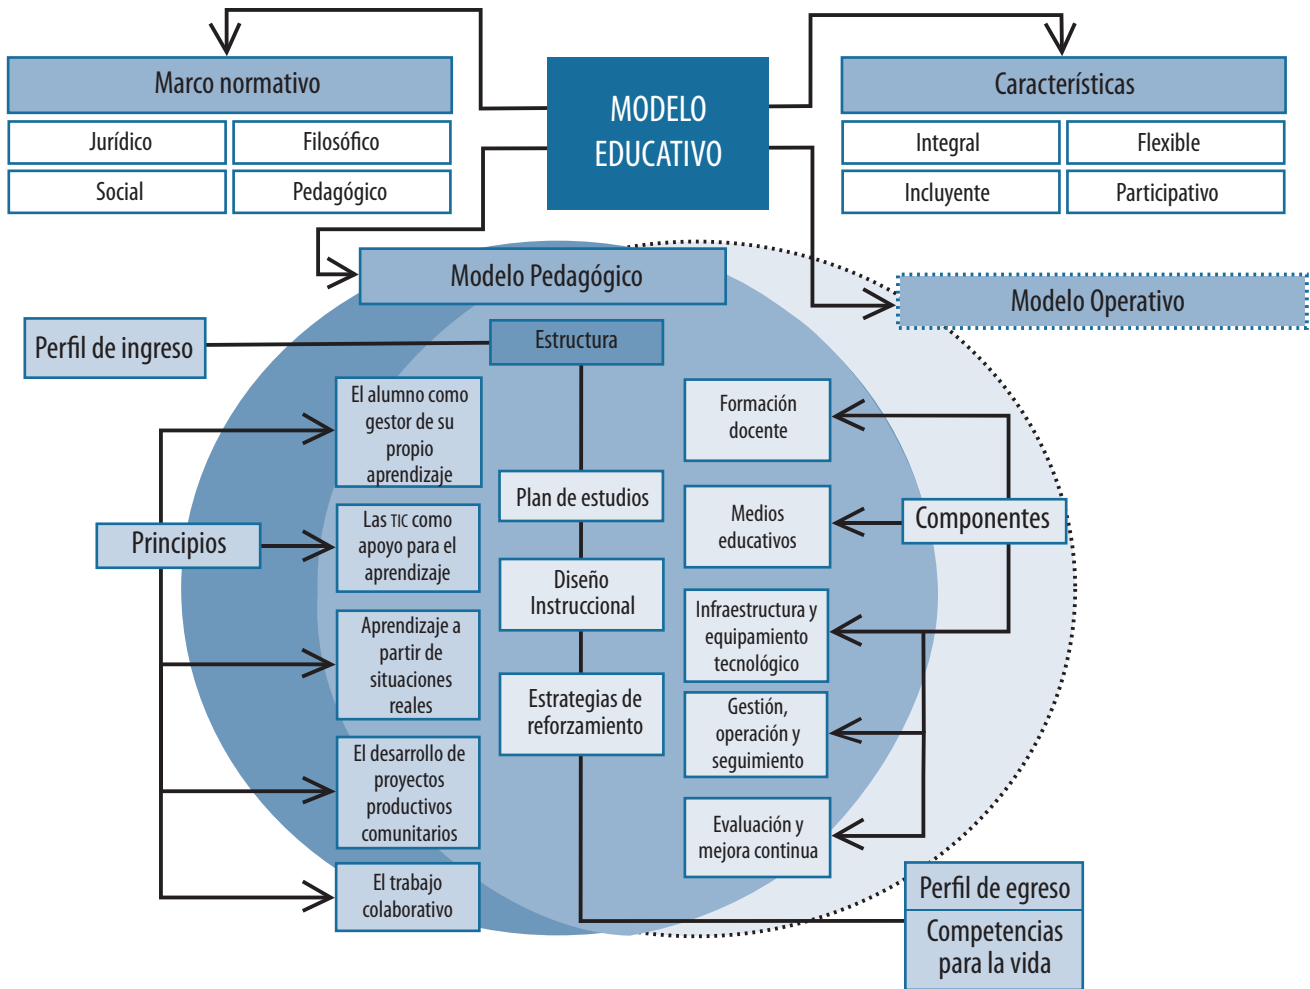 Marco normativo
Jurídico
Filosófico
Social
Pedagógico
MODELO
EDUCATIVO
Características
Integral
Flexible
Incluyente
Participativo
Modelo Pedagógico
Modelo Operativo
Perfil de ingreso
Estructura
Principios
El alumno como
gestor de su
propio
aprendizaje
Las TIC como
apoyo para el
aprendizaje
Aprendizaje a
partir de
situaciones
reales
El desarrollo de
proyectos
productivos
comunitarios
El trabajo
colaborativo
Plan de estudios
Diseño
Instruccional
Estrategias de
reforzamiento
Formación
docente
Medios
educativos
Infraestructura y
equipamiento
tecnológico
Gestión,
operación y
seguimiento
Evaluación y
mejora continua
Componentes
Perfil de egreso
Competencias
para la vida